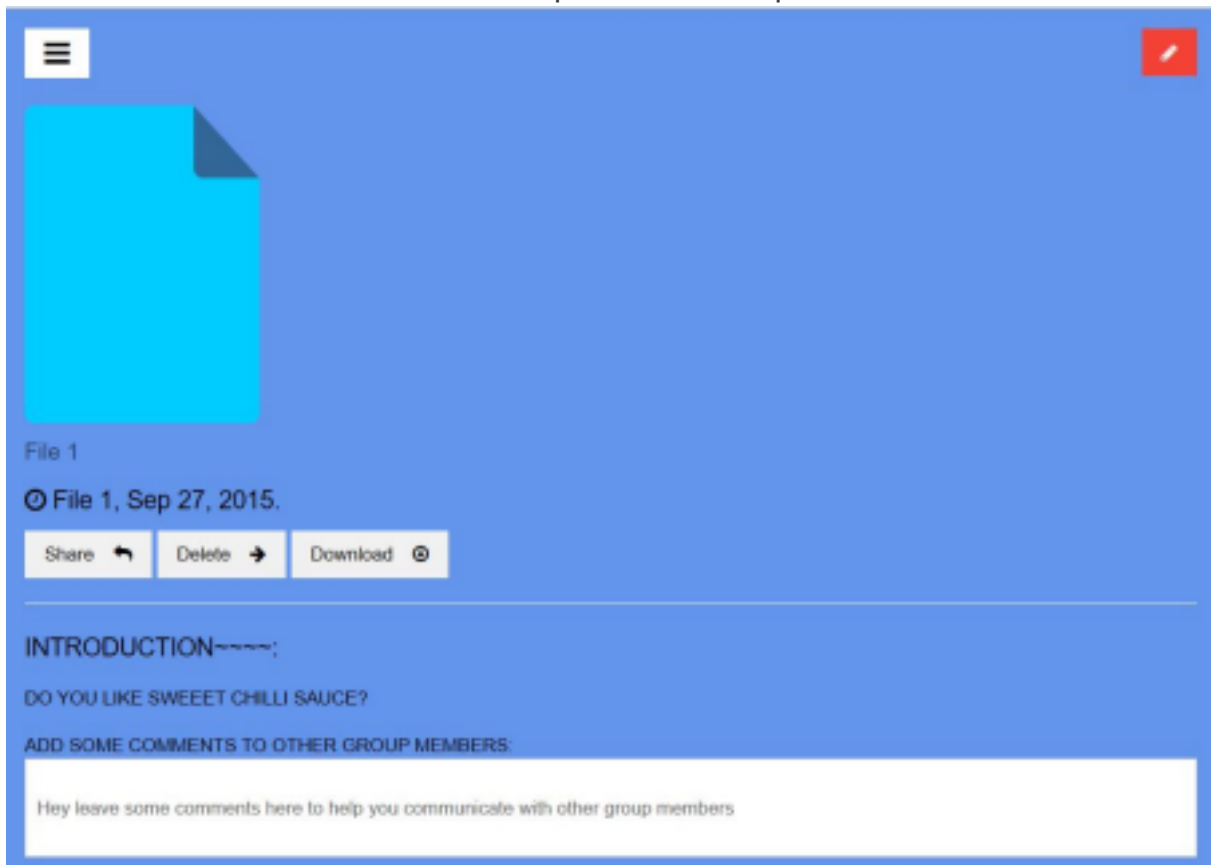 File 1
File 1, Sep 27, 2015.
Share Delete Download
INTRODUCTION~~~~:
DO YOU LIKE SWEEET CHILLI SAUCE?
ADD SOME COMMENTS TO OTHER GROUP MEMBERS:
Hey leave some comments here to help you communicate with other group members